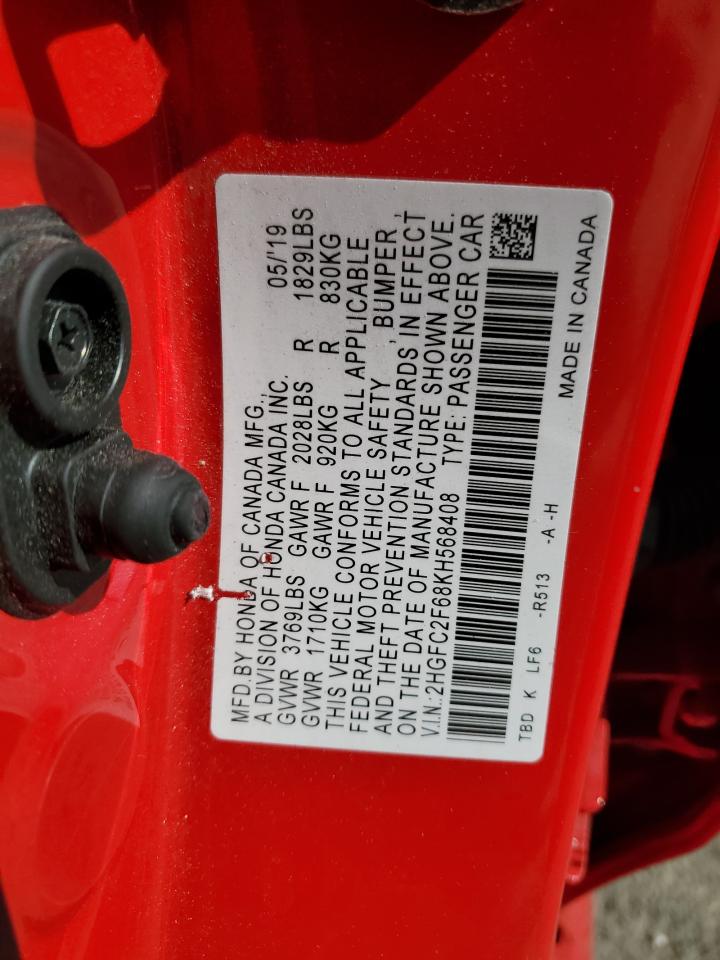 MFD.BY HONDA OF CANADA MFG.,
A DIVISION OF HONDA CANADA INC. 05/'19
GVWR 3769LBS GAWR F 2028LBS R 1829LBS
GVWR 1710KG GAWR F 920KG R 830KG
THIS VEHICLE CONFORMS TO ALL APPLICABLE
FEDERAL MOTOR VEHICLE SAFETY , BUMPER ,
AND THEFT PREVENTION STANDARDS IN EFFECT
ON THE DATE OF MANUFACTURE SHOWN ABOVE.
V.I.N.:2HGFC2F68KH568408 TYPE: PASSENGER CAR
TBD K LF6 -R513 -A -H
MADE IN CANADA